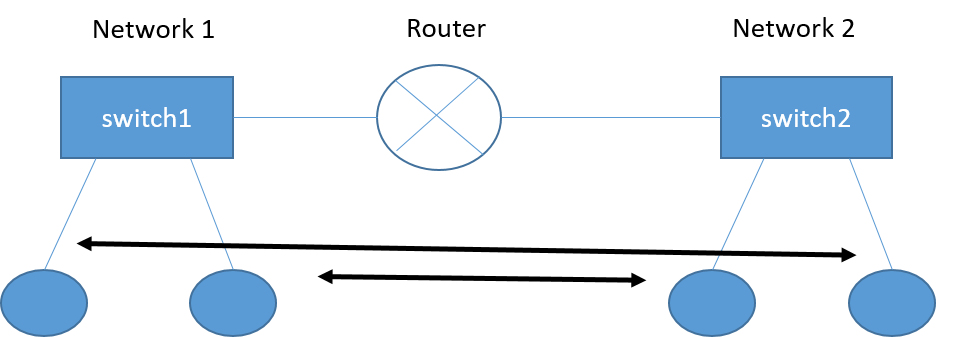 Network 1
Router
Network 2
switch1
switch2